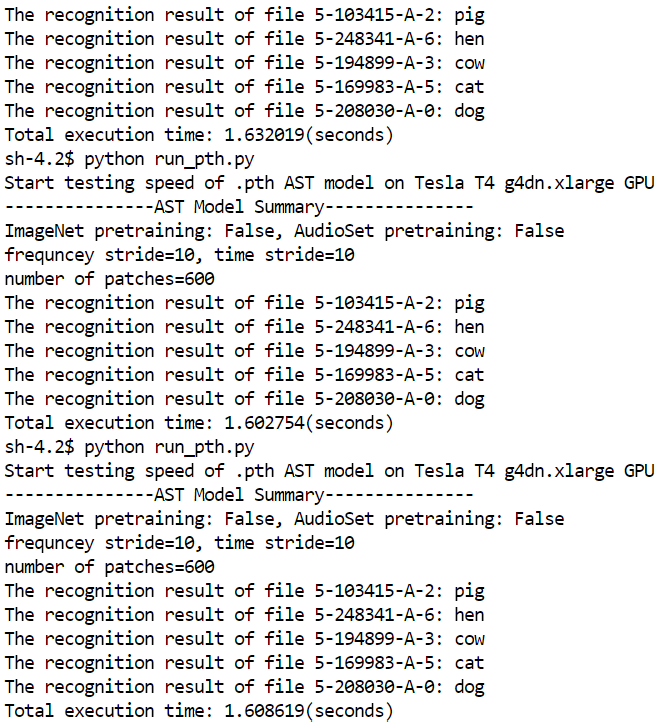 The recognition result of file 5-103415-A-2: pig
The recognition result of file 5-248341-A-6: hen
The recognition result of file 5-194899-A-3: cow
The recognition result of file 5-169983-A-5: cat
The recognition result of file 5-208030-A-0: dog
Total execution time: 1.632019(seconds)
sh-4.2$ python run_pth.py
Start testing speed of .pth AST model on Tesla T4 g4dn.xlarge GPU
---------------AST Model Summary---------------
ImageNet pretraining: False, AudioSet pretraining: False
frequncey stride=10, time stride=10
number of patches=600
The recognition result of file 5-103415-A-2: pig
The recognition result of file 5-248341-A-6: hen
The recognition result of file 5-194899-A-3: cow
The recognition result of file 5-169983-A-5: cat
The recognition result of file 5-208030-A-0: dog
Total execution time: 1.602754(seconds)
sh-4.2$ python run_pth.py
Start testing speed of .pth AST model on Tesla T4 g4dn.xlarge GPU
---------------AST Model Summary---------------
ImageNet pretraining: False, AudioSet pretraining: False
frequncey stride=10, time stride=10
number of patches=600
The recognition result of file 5-103415-A-2: pig
The recognition result of file 5-248341-A-6: hen
The recognition result of file 5-194899-A-3: cow
The recognition result of file 5-169983-A-5: cat
The recognition result of file 5-208030-A-0: dog
Total execution time: 1.608619(seconds)